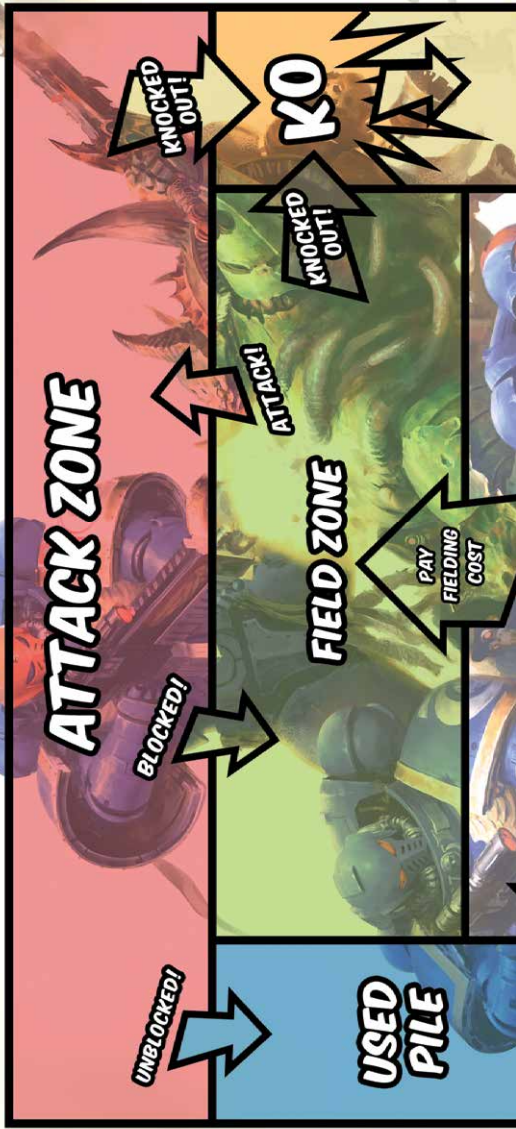 ATTACK ZONE
KNOCKED
OUT!
KO
KNOCKED
OUT!
ATTACK!
BLOCKED!
UNBLOCKED!
FIELD ZONE
PAY
FIELDING
COST
USED
PILE